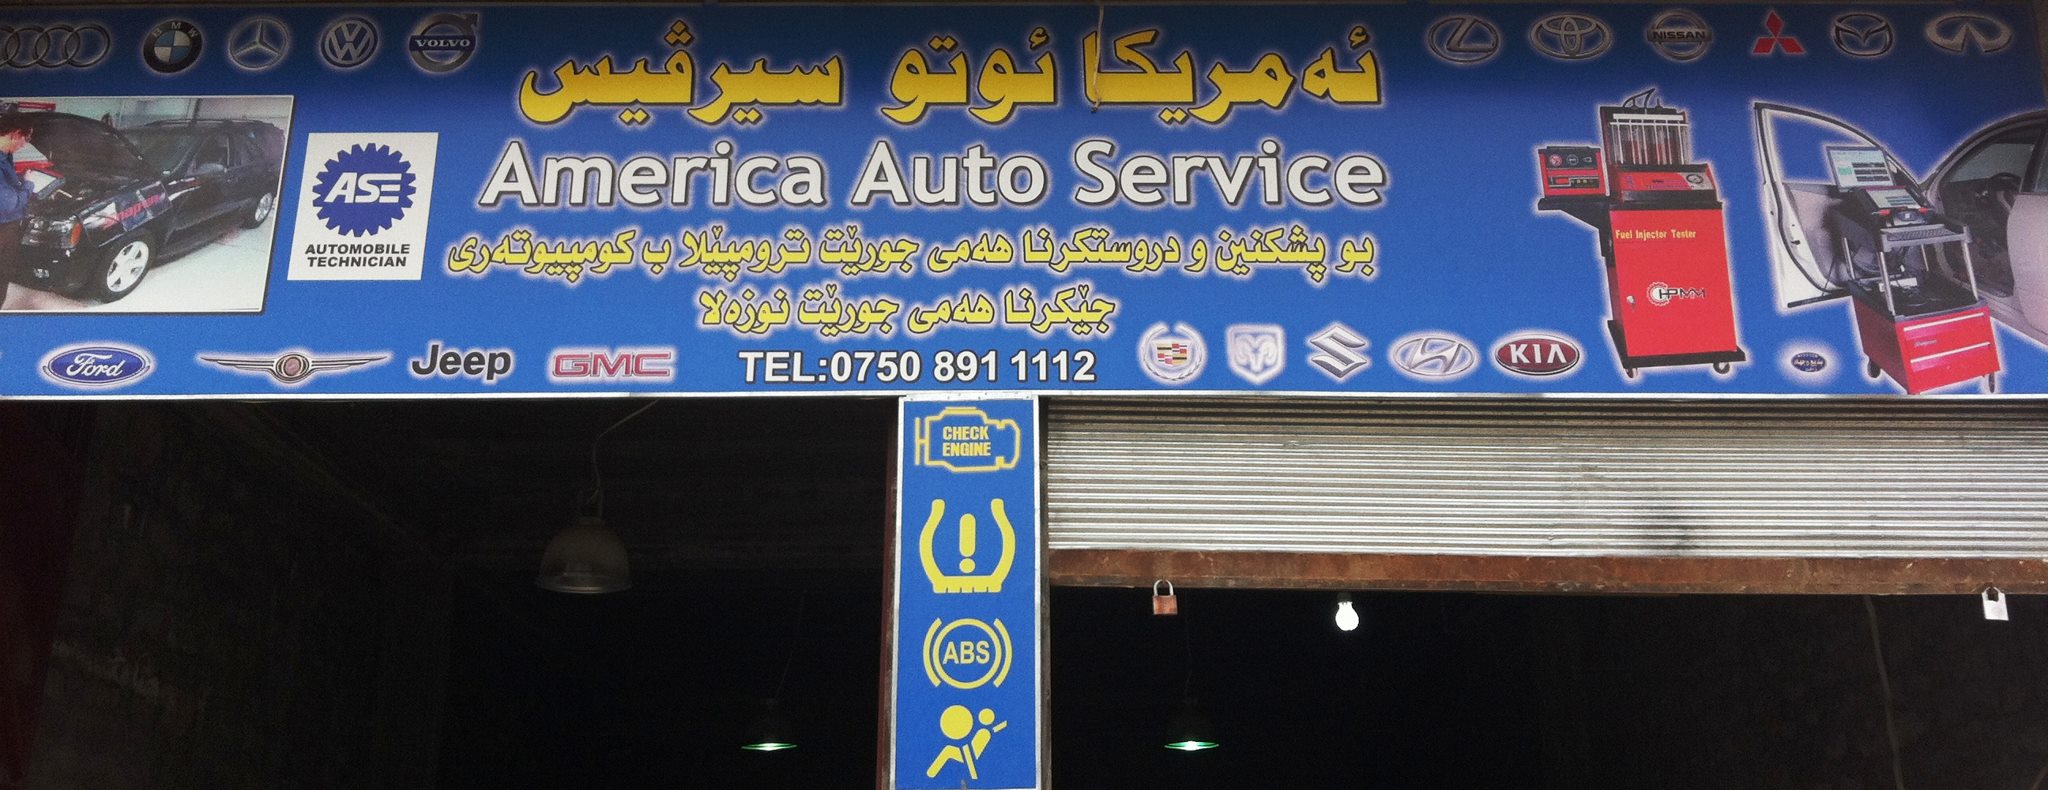 VOLVO
NISSAN
ئەمریکا ئوتو سیرڤیس
America Auto Service
ASE
AUTOMOBILE
TECHNICIAN
بو پشکنین و دروستکرنا هەمی جورێت ترومپێلا ب کومپیوتەری
جێکرنا هەمی جورێت نوزەلا
TEL:0750 891 1112
Fuel Injector Tester
HPMM
Ford
Jeep
GMC
KIA
CHECK
ENGINE
ABS